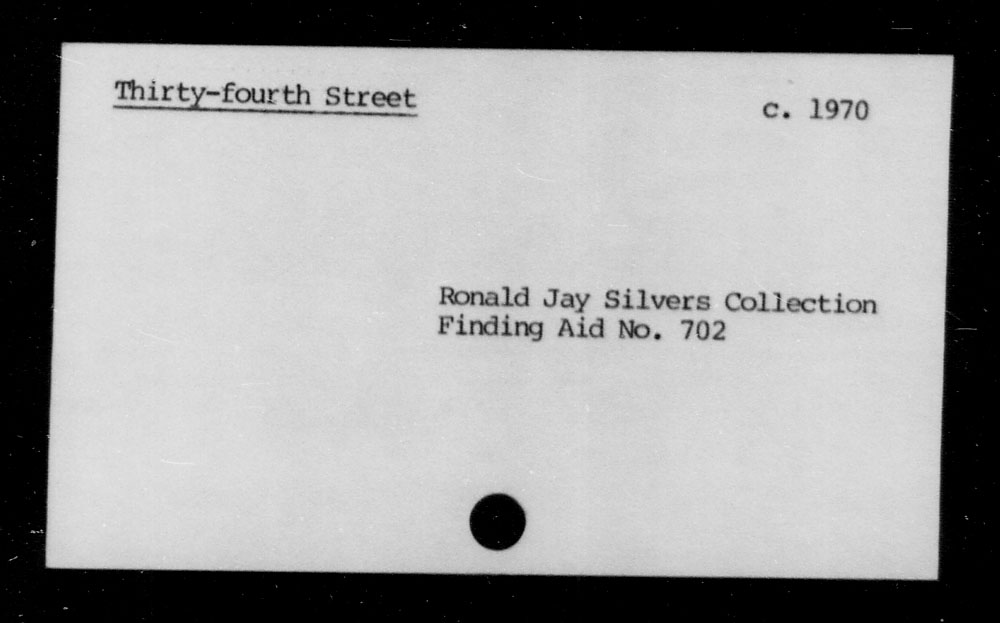 Thirty-fourth Street
c. 1970
Ronald Jay Silvers Collection
Finding Aid No. 702